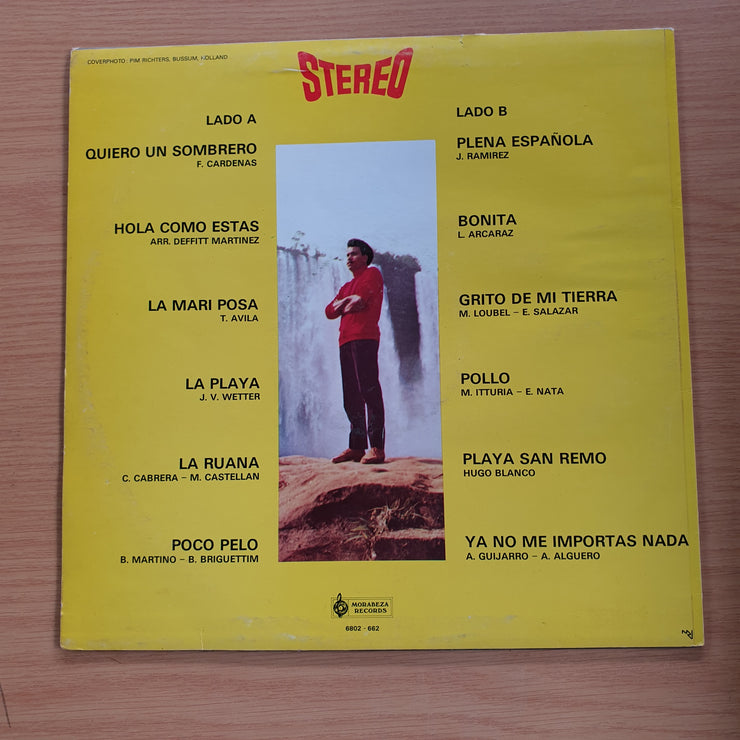 COVERPHOTO: PIM RICHTERS, BUSSUM, HOLLAND
STEREO
LADO A
QUIERO UN SOMBRERO
F. CARDENAS
HOLA COMO ESTAS
ARR. DEFFITT MARTINEZ
LA MARI POSA
T. AVILA
LA PLAYA
J. V. WETTER
LA RUANA
C. CABRERA – M. CASTELLAN
POCO PELO
B. MARTINO – B. BRIGUETTIM
LADO B
PLENA ESPAÑOLA
J. RAMIREZ
BONITA
L. ARCARAZ
GRITO DE MI TIERRA
M. LOUBEL – E. SALAZAR
POLLO
M. ITTURIA – E. NATA
PLAYA SAN REMO
HUGO BLANCO
YA NO ME IMPORTAS NADA
A. GUIJARRO – A. ALGUERO
MORABEZA
RECORDS
6802 - 662